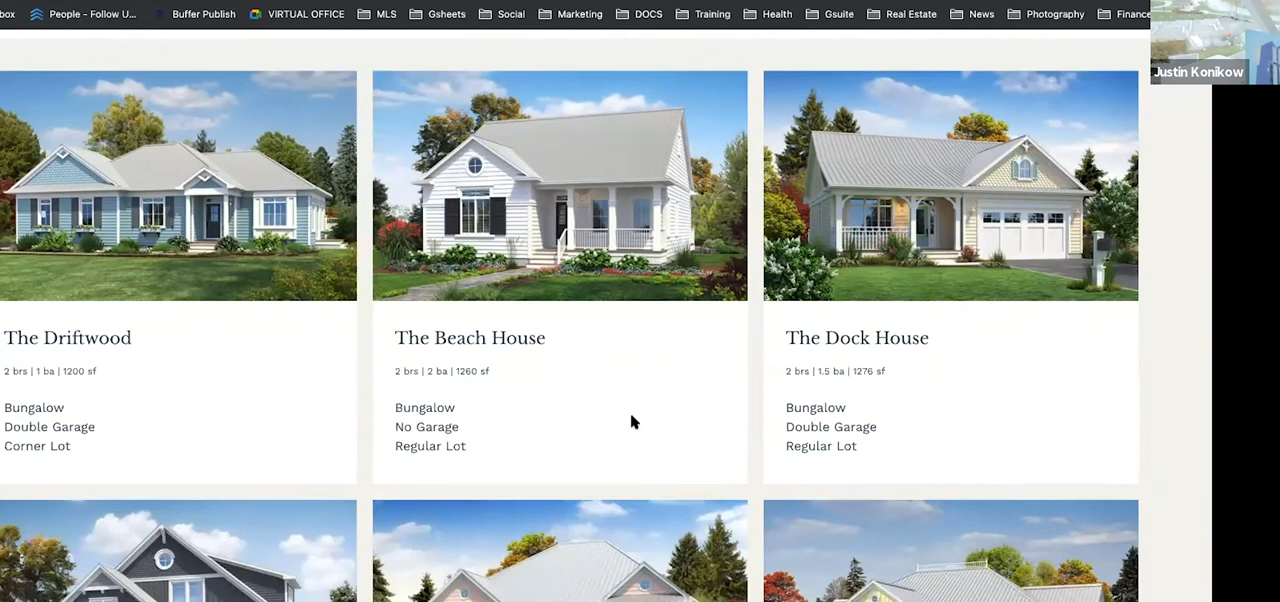 box People - Follow U... Buffer Publish VIRTUAL OFFICE MLS Gsheets Social Marketing DOCS Training Health Gsuite Real Estate News Photography Finance
Justin Konikow
The Driftwood
2 brs | 1 ba | 1200 sf
Bungalow
Double Garage
Corner Lot
The Beach House
2 brs | 2 ba | 1260 sf
Bungalow
No Garage
Regular Lot
The Dock House
2 brs | 1.5 ba | 1276 sf
Bungalow
Double Garage
Regular Lot